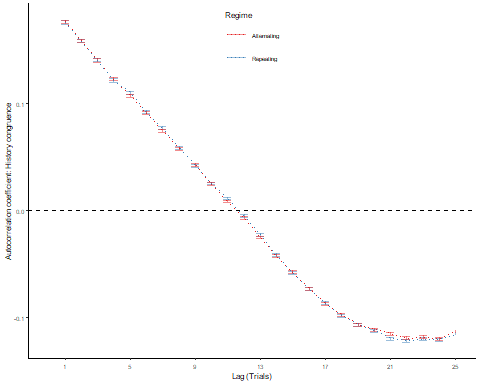 Regime
Alternating
Repeating
Autocorrelation coefficient: History congruence
0.1
0.0
-0.1
1 5 9 13 17 21 25
Lag (Trials)